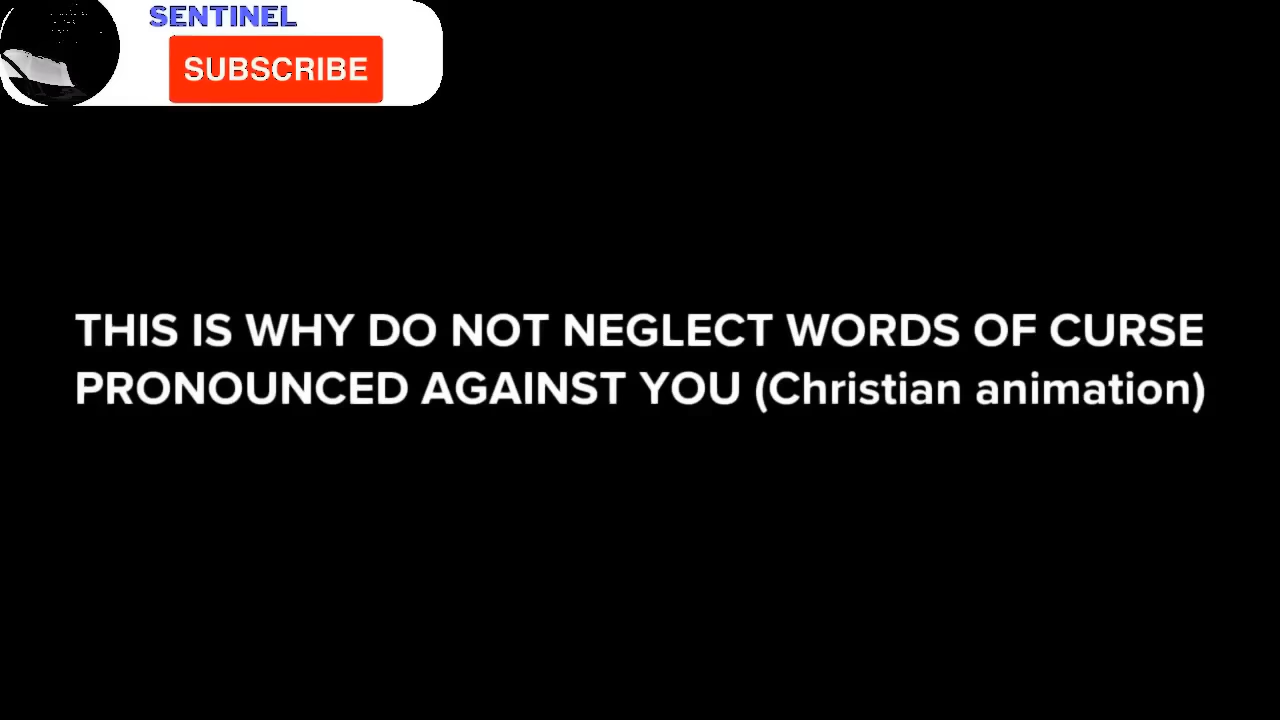 SENTINEL
SUBSCRIBE
THIS IS WHY DO NOT NEGLECT WORDS OF CURSE
PRONOUNCED AGAINST YOU (Christian animation)